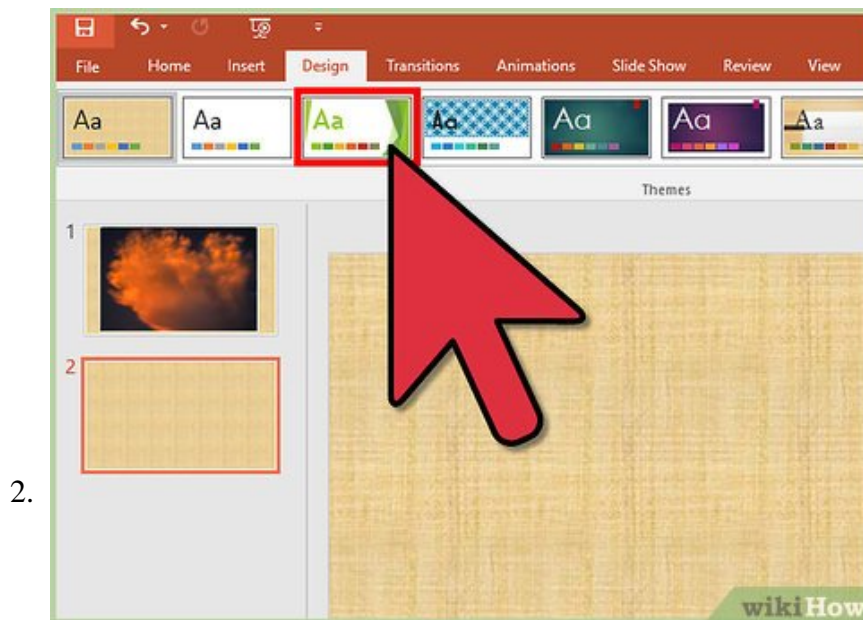 File Home Insert Design Transitions Animations Slide Show Review View
Aa Aa Aa Aa Aa Aa Aa
Themes
1
2
2.
wikiHow